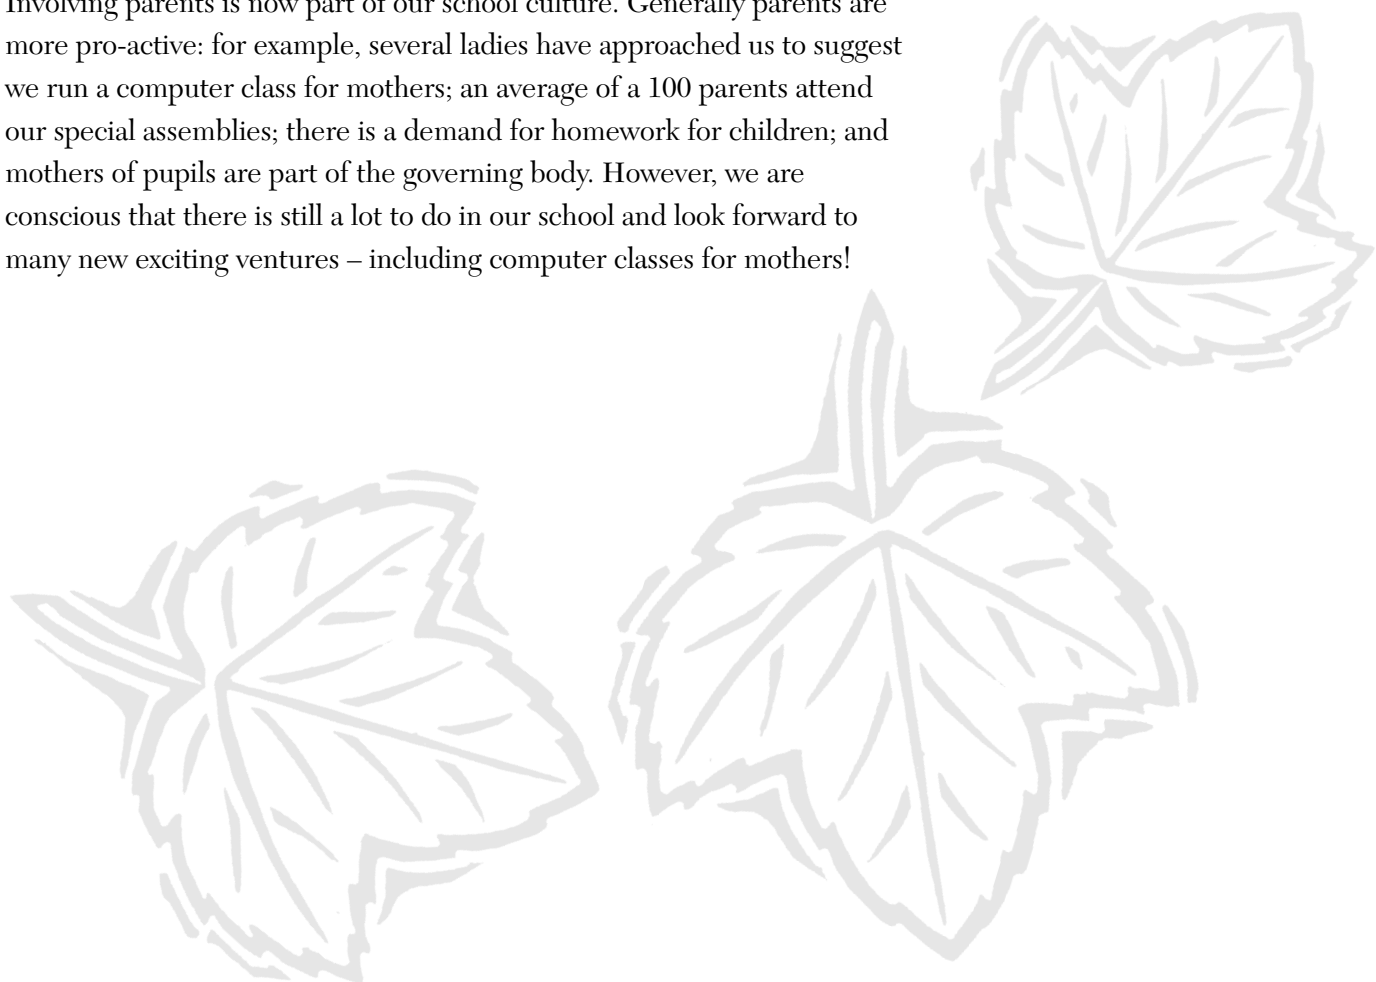 Involving parents is now part of our school culture. Generally parents are
more pro-active: for example, several ladies have approached us to suggest
we run a computer class for mothers; an average of a 100 parents attend
our special assemblies; there is a demand for homework for children; and
mothers of pupils are part of the governing body. However, we are
conscious that there is still a lot to do in our school and look forward to
many new exciting ventures – including computer classes for mothers!